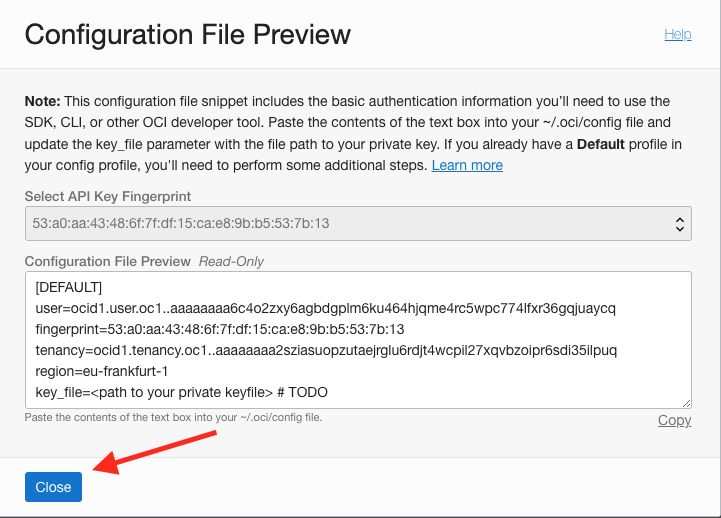 Configuration File Preview
Help
Note: This configuration file snippet includes the basic authentication information you'll need to use the
SDK, CLI, or other OCI developer tool. Paste the contents of the text box into your ~/.oci/config file and
update the key_file parameter with the file path to your private key. If you already have a Default profile in
your config profile, you'll need to perform some additional steps. Learn more
Select API Key Fingerprint
53:a0:aa:43:48:6f:7f:df:15:ca:e8:9b:b5:53:7b:13
Configuration File Preview Read-Only
[DEFAULT]
user=ocid1.user.oc1..aaaaaaaa6c4o2zxy6agbdgplm6ku464hjqme4rc5wpc774lfxr36gqjuaycq
fingerprint=53:a0:aa:43:48:6f:7f:df:15:ca:e8:9b:b5:53:7b:13
tenancy=ocid1.tenancy.oc1..aaaaaaaa2sziasuopzutaejrglu6rdjt4wcpil27xqvbzoipr6sdi35ilpuq
region=eu-frankfurt-1
key_file=<path to your private keyfile> # TODO
Paste the contents of the text box into your ~/.oci/config file.
Copy
Close